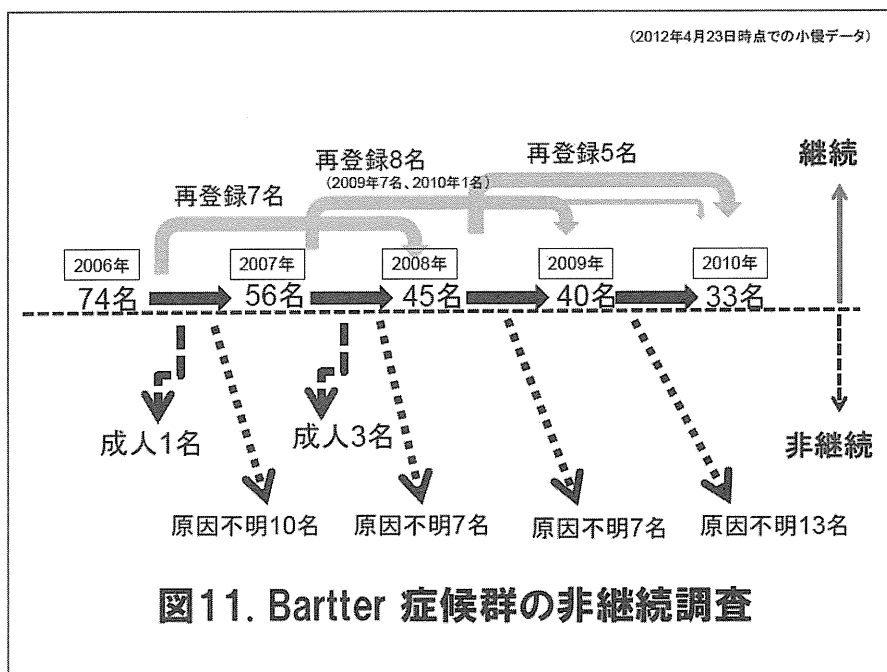 (2012年4月23日時点での小慢データ)
再登録8名
(2009年7名、2010年1名)
再登録5名
継続
再登録7名
2006年
2007年
2008年
2009年
2010年
74名
56名
45名
40名
33名
成人1名
成人3名
非継続
原因不明10名
原因不明7名
原因不明7名
原因不明13名
図11. Bartter 症候群の非継続調査